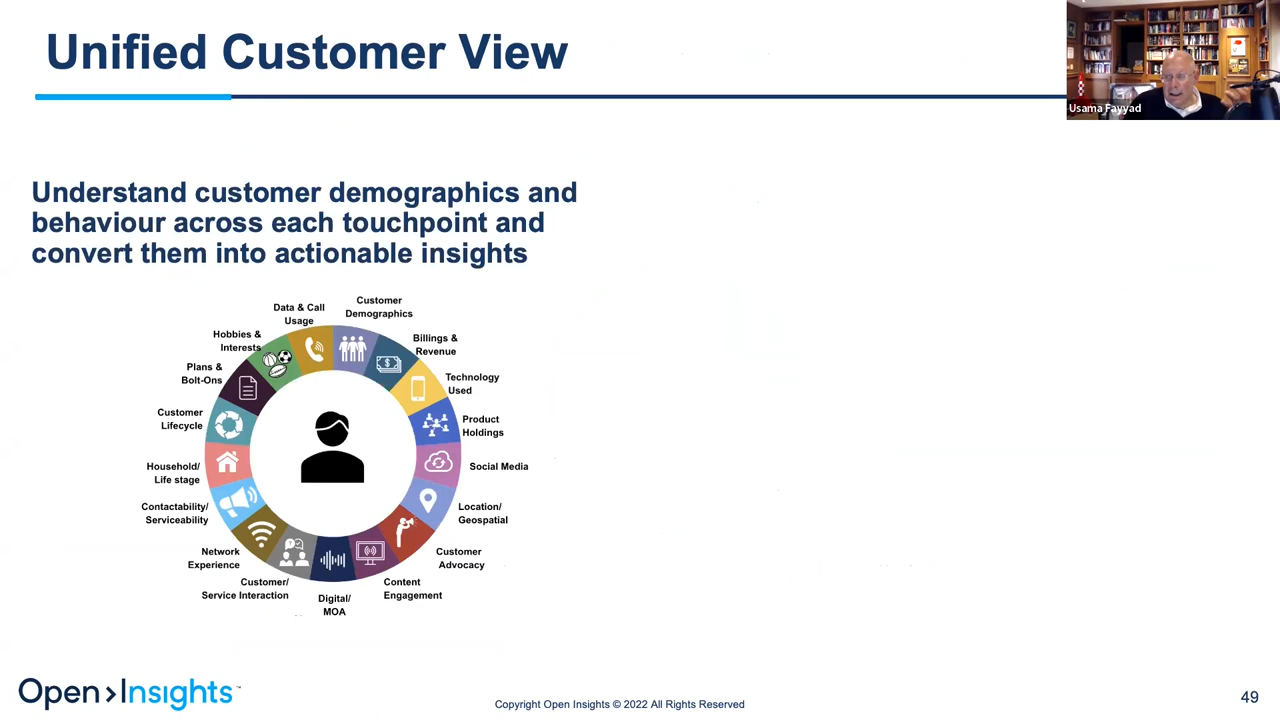 Unified Customer View
Usama Fayyad
Understand customer demographics and
behaviour across each touchpoint and
convert them into actionable insights
Customer
Demographics
Billings &
Revenue
Technology
Used
Product
Holdings
Social Media
Location/
Geospatial
Customer
Advocacy
Content
Engagement
Digital/
MOA
Customer/
Service Interaction
Network
Experience
Contactability/
Serviceability
Household/
Life stage
Customer
Lifecycle
Plans &
Bolt-Ons
Hobbies &
Interests
Data & Call
Usage
Open>Insights™
Copyright Open Insights © 2022 All Rights Reserved
49